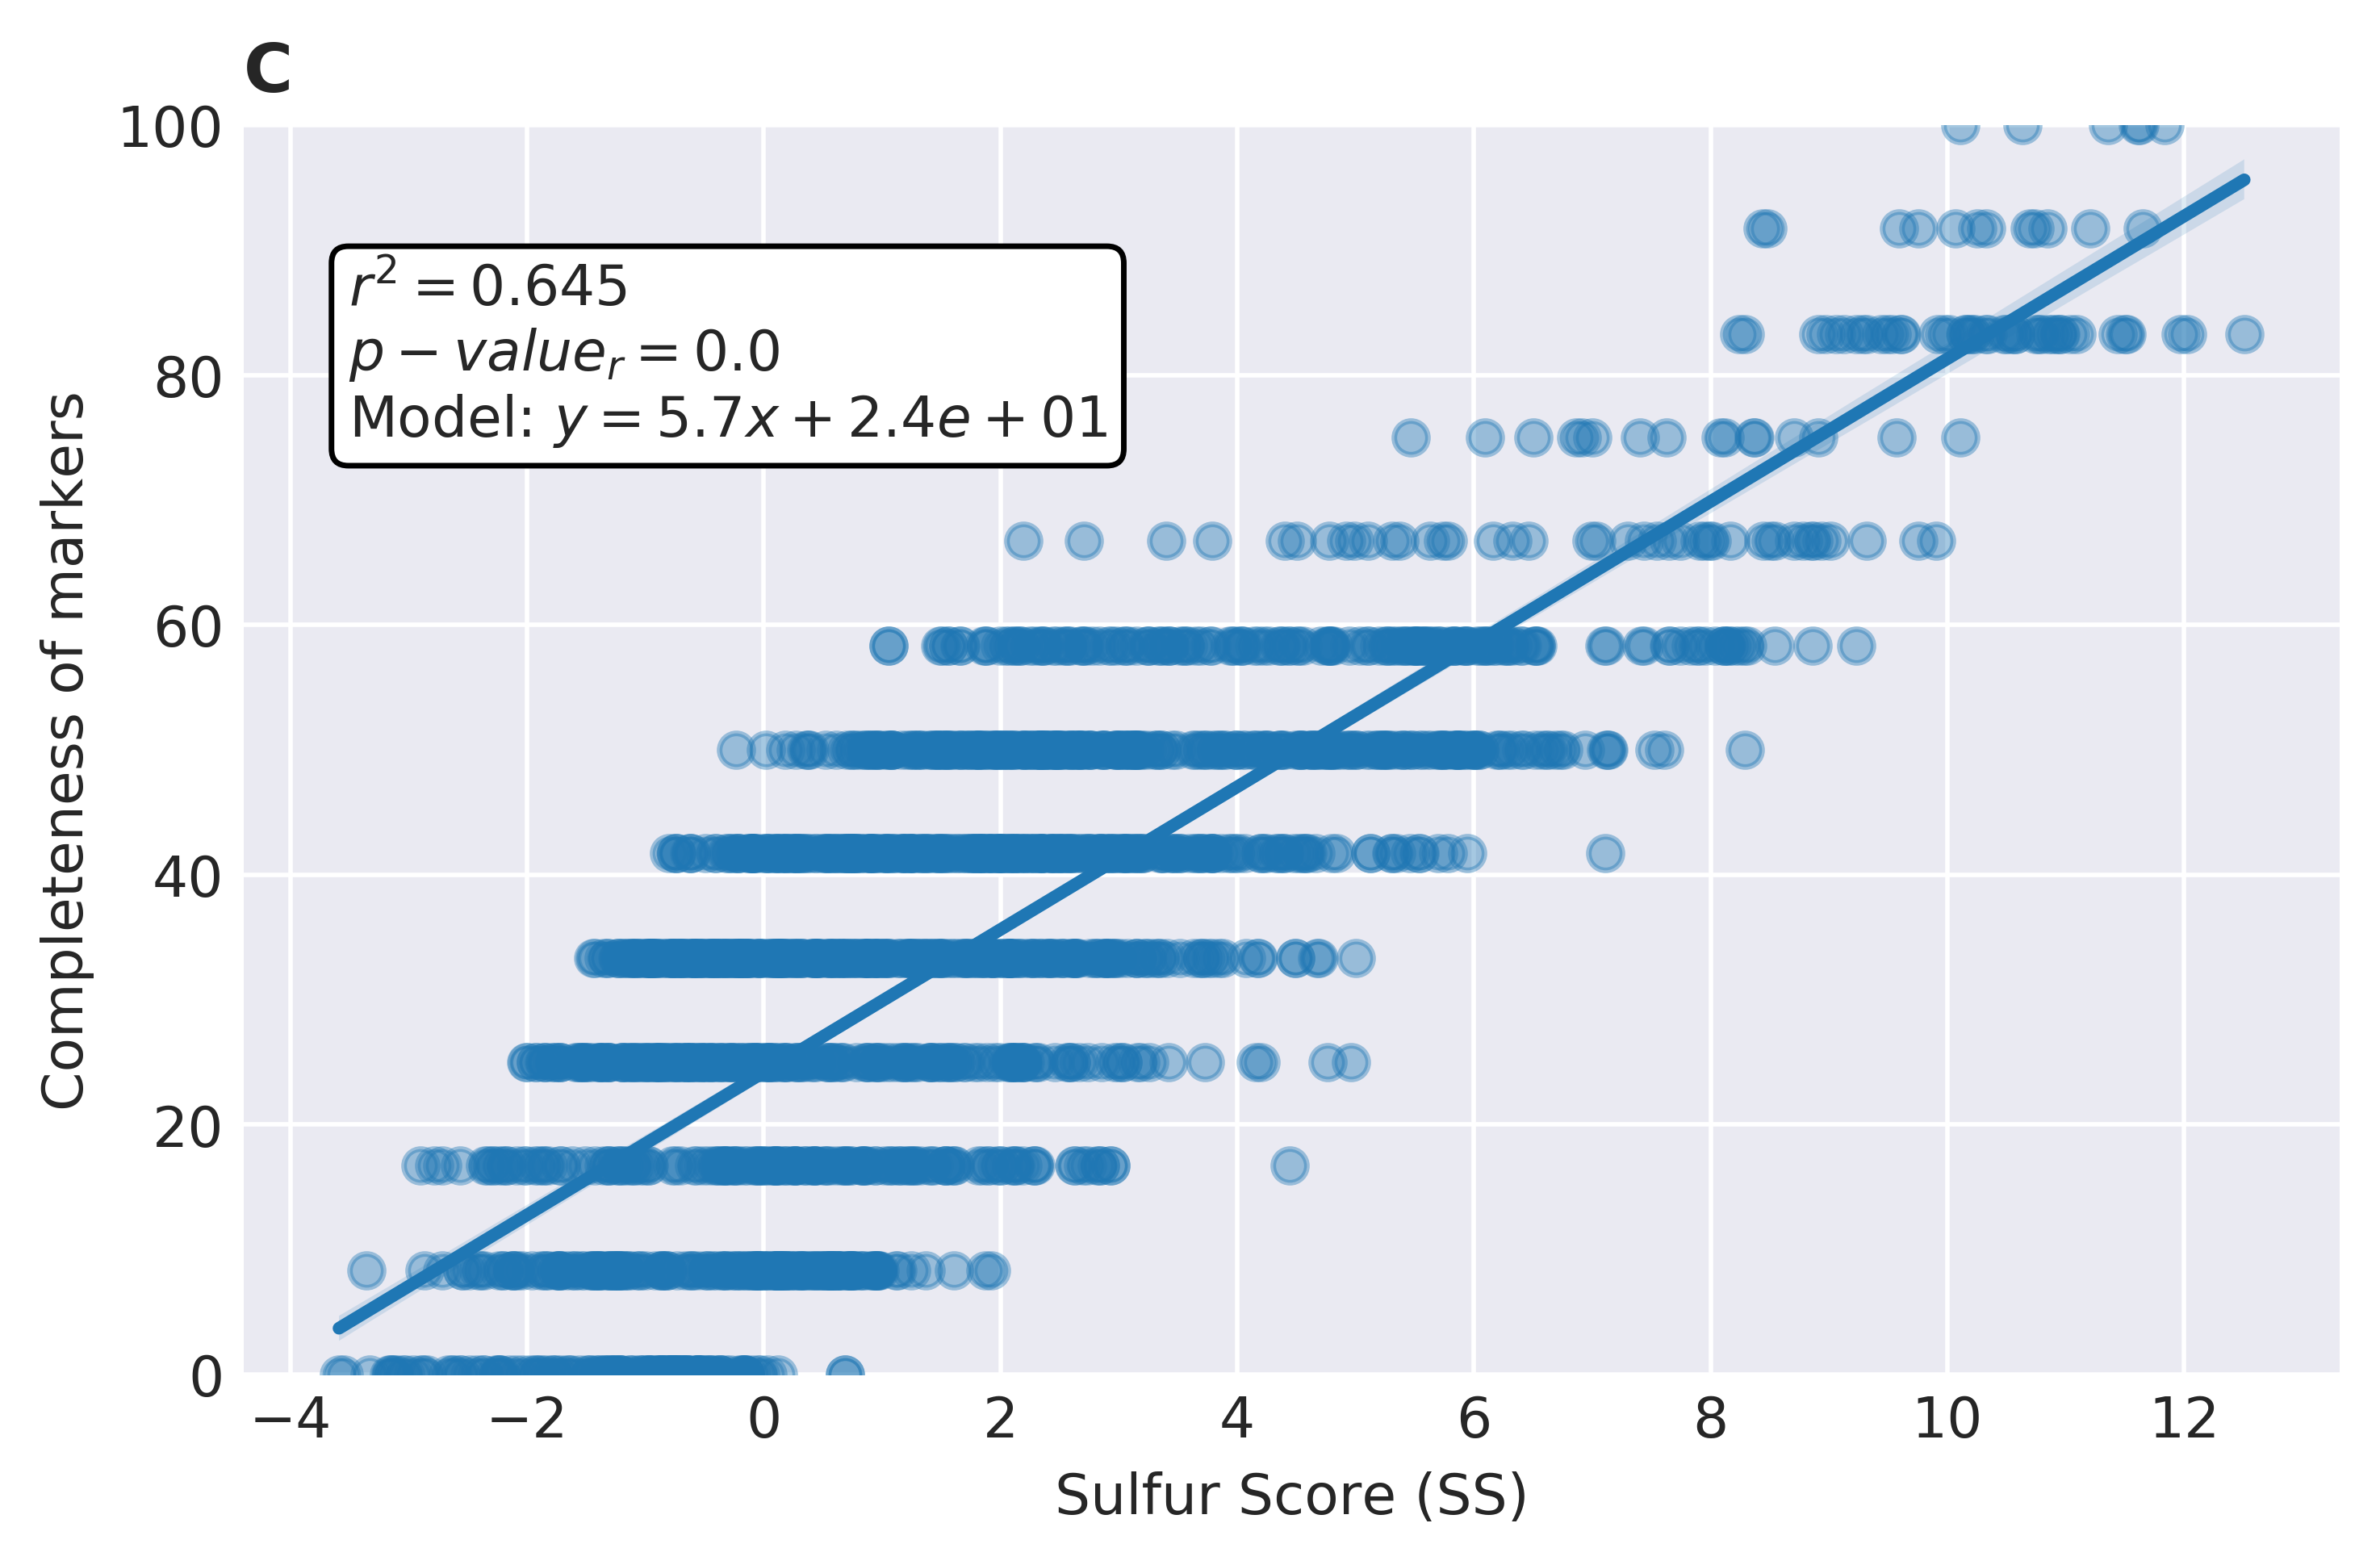 C
100
80
60
40
20
0
Completeness of markers
r² = 0.645
p − valueᵣ = 0.0
Model: y = 5.7x + 2.4e + 01
−4 −2 0 2 4 6 8 10 12
Sulfur Score (SS)